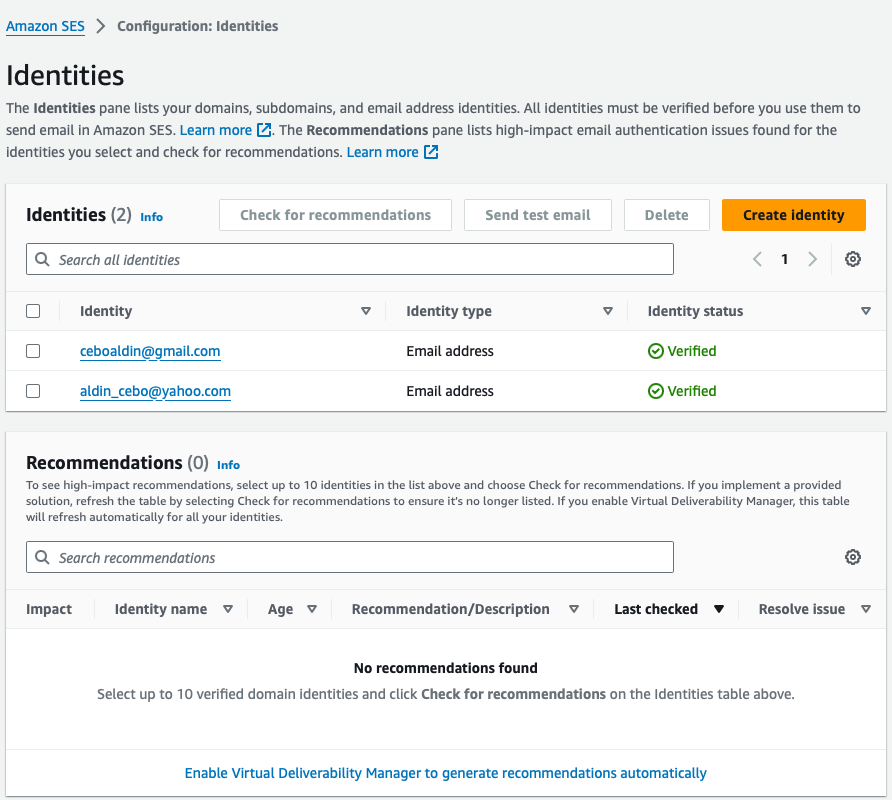 Amazon SES > Configuration: Identities
Identities
The Identities pane lists your domains, subdomains, and email address identities. All identities must be verified before you use them to
send email in Amazon SES. Learn more. The Recommendations pane lists high-impact email authentication issues found for the
identities you select and check for recommendations. Learn more
Identities (2) Info Check for recommendations Send test email Delete Create identity
Search all identities 1
Identity Identity type Identity status
ceboaldin@gmail.com Email address Verified
aldin_cebo@yahoo.com Email address Verified
Recommendations (0) Info
To see high-impact recommendations, select up to 10 identities in the list above and choose Check for recommendations. If you implement a provided
solution, refresh the table by selecting Check for recommendations to ensure it's no longer listed. If you enable Virtual Deliverability Manager, this table
will refresh automatically for all your identities.
Search recommendations
Impact Identity name Age Recommendation/Description Last checked Resolve issue
No recommendations found
Select up to 10 verified domain identities and click Check for recommendations on the Identities table above.
Enable Virtual Deliverability Manager to generate recommendations automatically